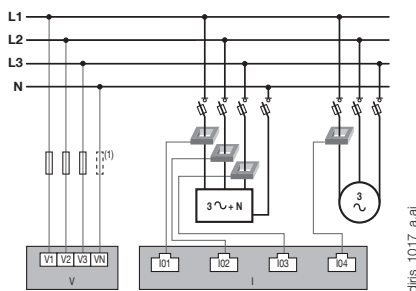 L1
L2
L3
N
(1)
3 ∿ + N
3
∿
V1 V2 V3 VN
V
I01 I02 I03 I04
I
diris_1017_a.ai